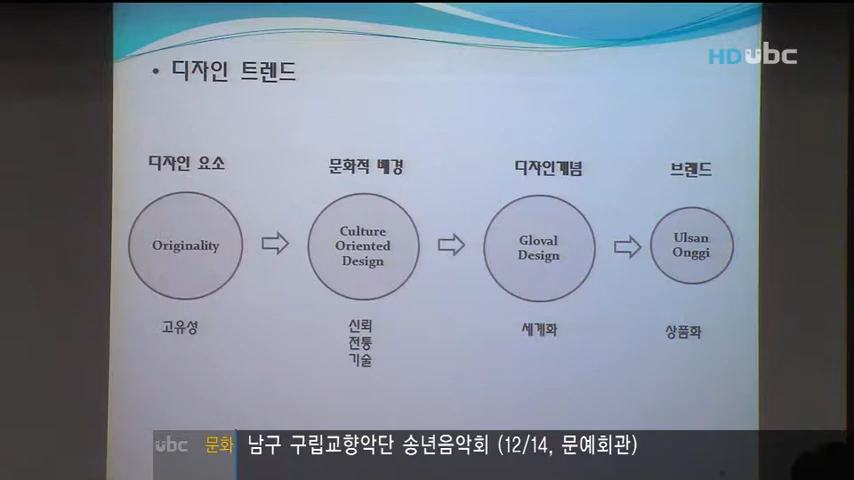 HD ubc
• 디자인 트렌드
디자인 요소
문화적 배경
디자인개념
브렌드
Originality
Culture
Oriented
Design
Gloval
Design
Ulsan
Onggi
고유성
신뢰
전통
기술
세계화
상품화
ubc 문화 남구 구립교향악단 송년음악회 (12/14, 문예회관)